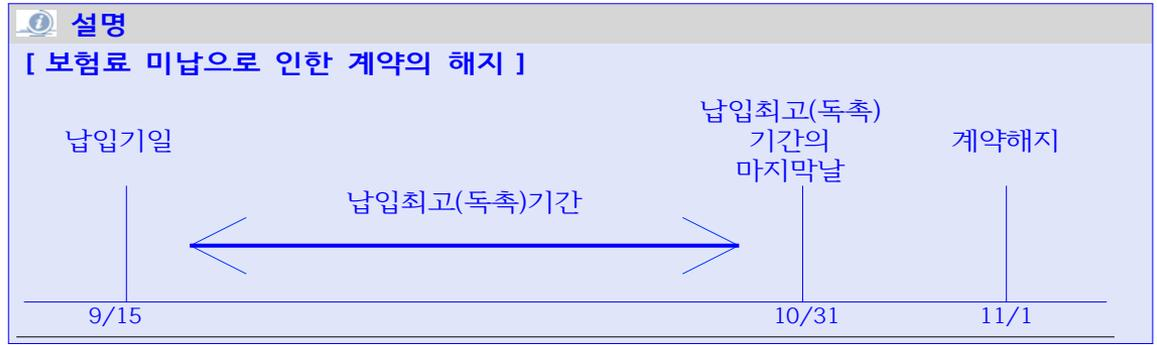 설명
[ 보험료 미납으로 인한 계약의 해지 ]
납입기일
납입최고(독촉)
기간의
마지막날
계약해지
납입최고(독촉)기간
9/15
10/31
11/1